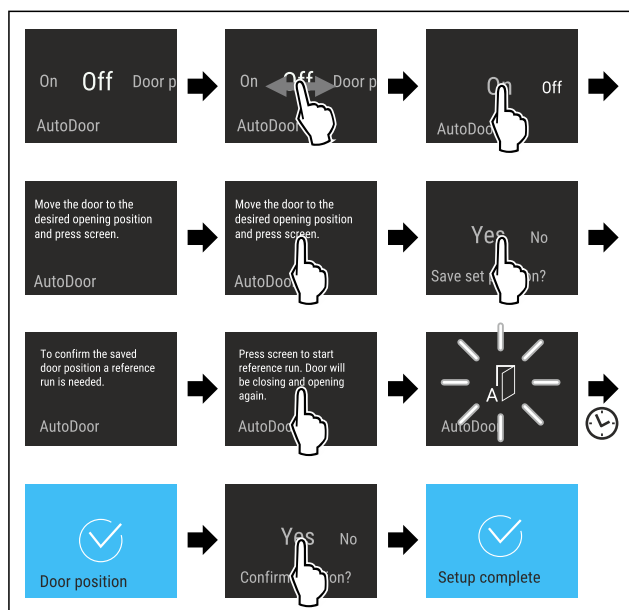 On Off Door p
AutoDoor
On Off Door p
AutoDoor
On Off
AutoDoo
Move the door to the
desired opening position
and press screen.
AutoDoor
Move the door to the
desired opening position
and press screen.
AutoDoor
Yes No
Save set p on?
To confirm the saved
door position a reference
run is needed.
AutoDoor
Press screen to start
reference run. Door will
be closing and opening
again.
AutoDoo
A
AutoDoor
Door position
Yes No
Confirm on?
Setup complete